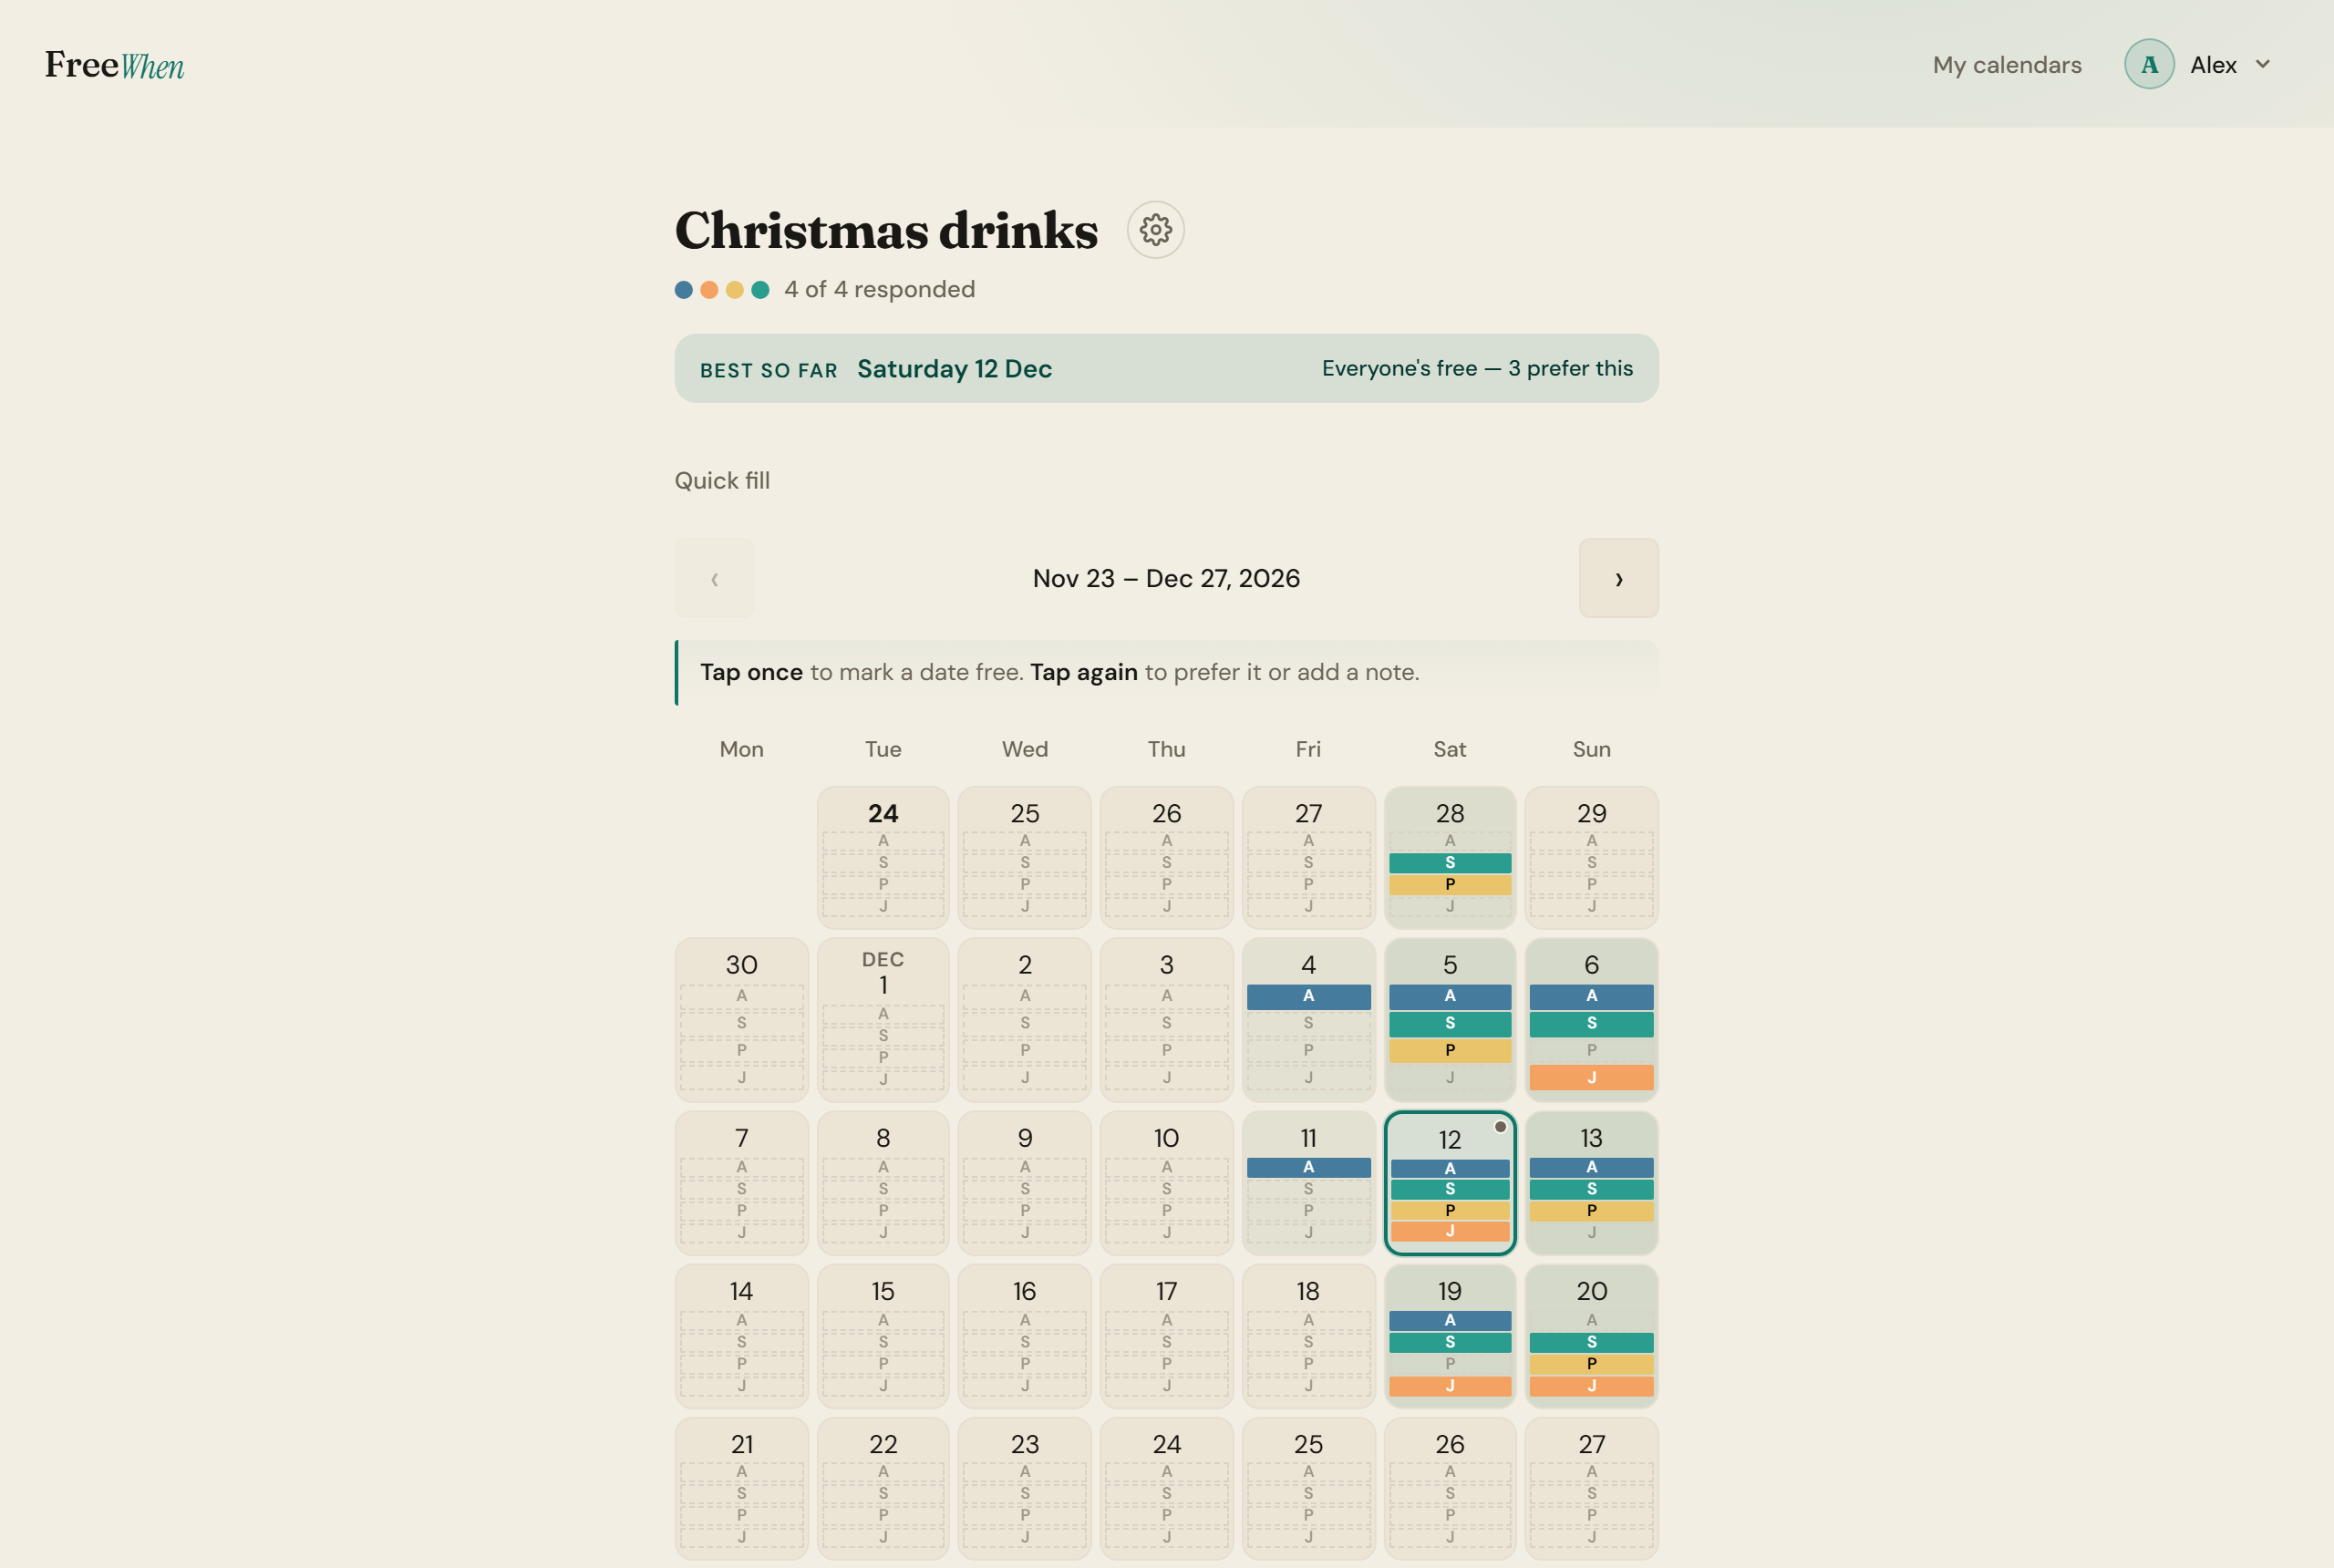 FreeWhen
My calendars A Alex
Christmas drinks
4 of 4 responded
BEST SO FAR Saturday 12 Dec Everyone's free — 3 prefer this
Quick fill
‹ Nov 23 – Dec 27, 2026 ›
Tap once to mark a date free. Tap again to prefer it or add a note.
Mon Tue Wed Thu Fri Sat Sun
24 25 26 27 28 29
A A A A A A
S S S S S S
P P P P P P
J J J J J J
30 DEC 1 2 3 4 5 6
A A A A A A A
S S S S S S S
P P P P P P P
J J J J J J J
7 8 9 10 11 12 13
A A A A A A A
S S S S S S S
P P P P P P P
J J J J J J J
14 15 16 17 18 19 20
A A A A A A A
S S S S S S S
P P P P P P P
J J J J J J J
21 22 23 24 25 26 27
A A A A A A A
S S S S S S S
P P P P P P P
J J J J J J J